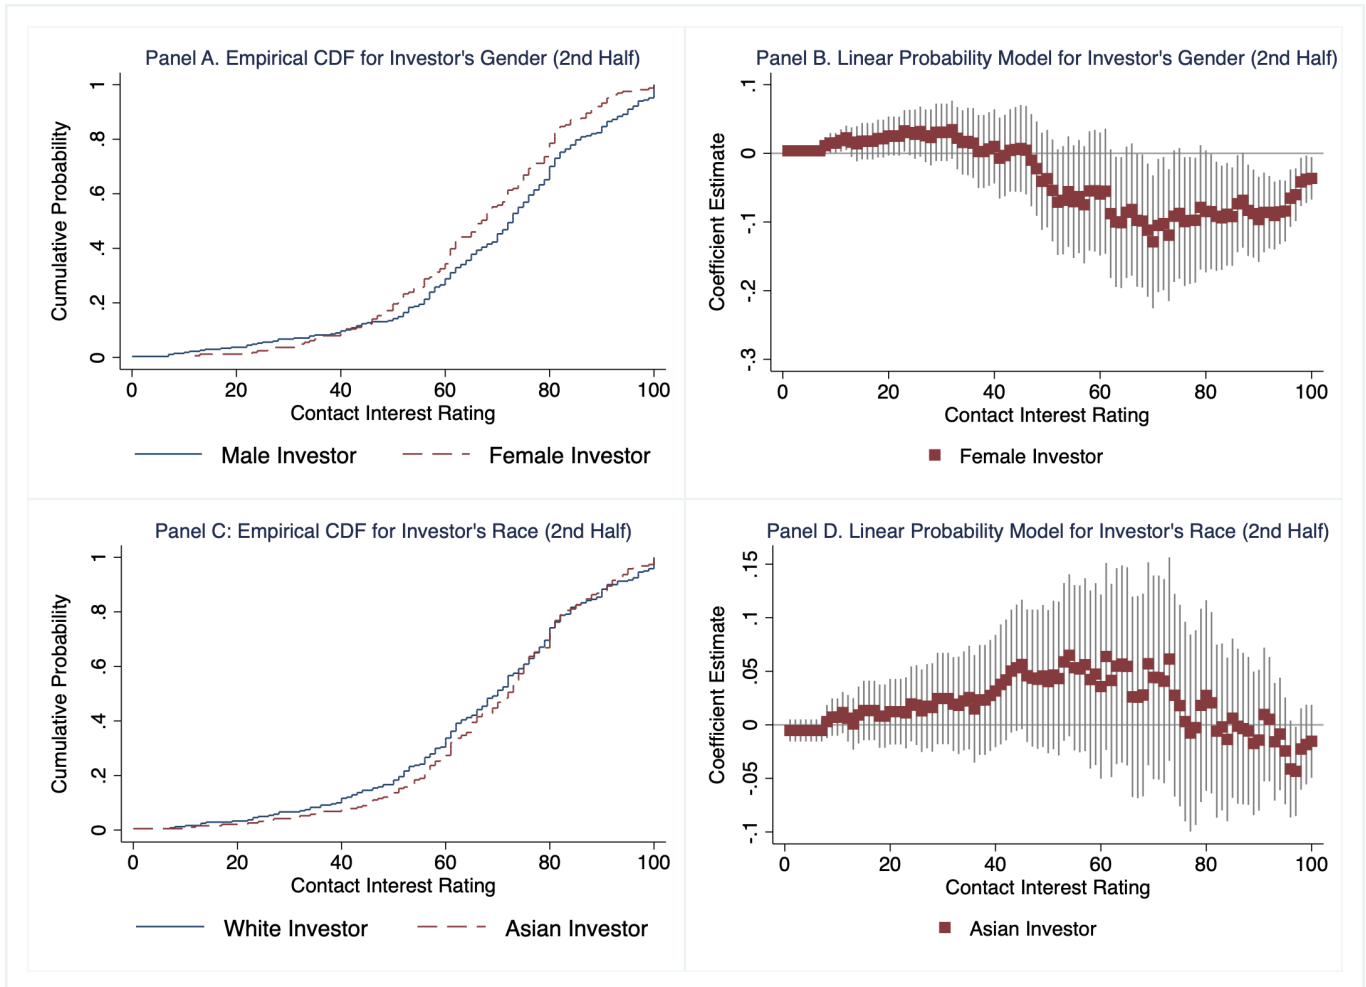 Panel A. Empirical CDF for Investor's Gender (2nd Half)
Cumulative Probability
1
.8
.6
.4
.2
0
0 20 40 60 80 100
Contact Interest Rating
Male Investor Female Investor
Panel B. Linear Probability Model for Investor's Gender (2nd Half)
Coefficient Estimate
.1
0
-.1
-.2
-.3
0 20 40 60 80 100
Contact Interest Rating
Female Investor
Panel C: Empirical CDF for Investor's Race (2nd Half)
Cumulative Probability
1
.8
.6
.4
.2
0
0 20 40 60 80 100
Contact Interest Rating
White Investor Asian Investor
Panel D. Linear Probability Model for Investor's Race (2nd Half)
Coefficient Estimate
.15
.1
.05
0
-.05
-.1
0 20 40 60 80 100
Contact Interest Rating
Asian Investor